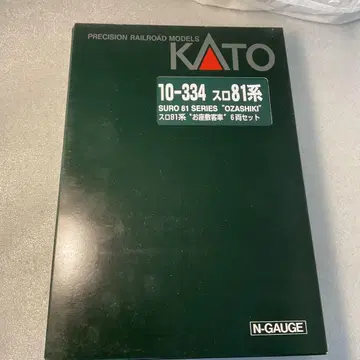 PRECISION RAILROAD MODELS
KATO
10-334 スロ81系
SURO 81 SERIES "OZASHIKI"
スロ81系 "お座敷客車" 6両セット
N-GAUGE